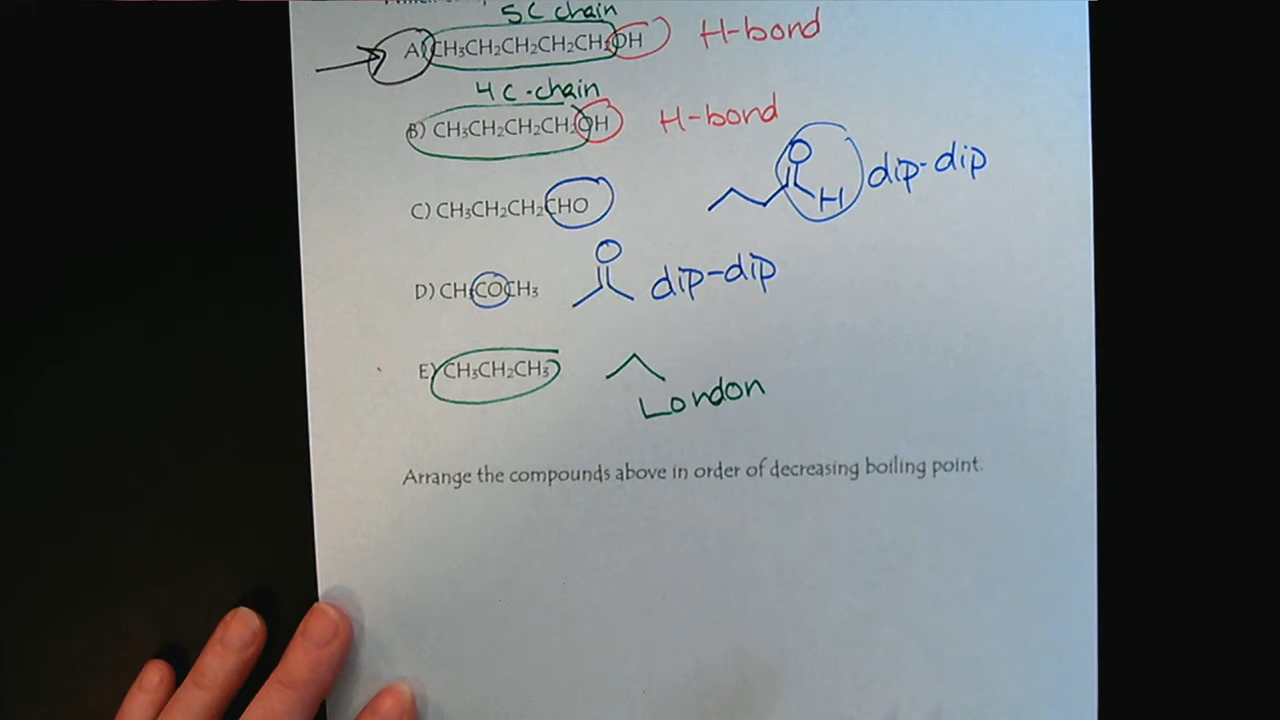 5C chain
A) CH₃CH₂CH₂CH₂CH₂OH H-bond
4C-chain
B) CH₃CH₂CH₂CH₂OH H-bond
C) CH₃CH₂CH₂CHO O H dip-dip
D) CH₃COCH₃ O dip-dip
E) CH₃CH₂CH₃
London
Arrange the compounds above in order of decreasing boiling point.